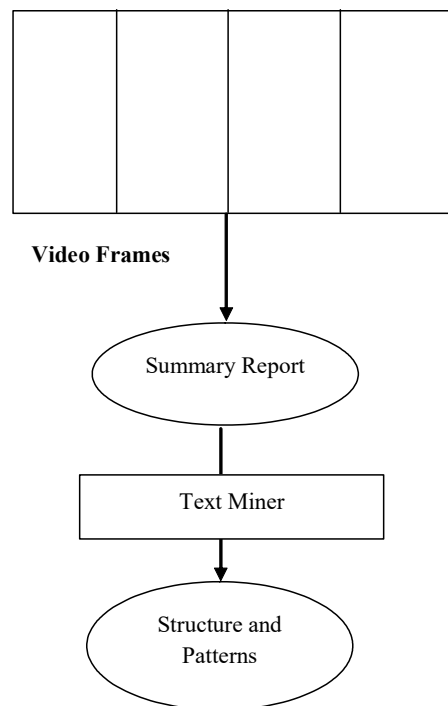 Video Frames
Summary Report
Text Miner
Structure and
Patterns